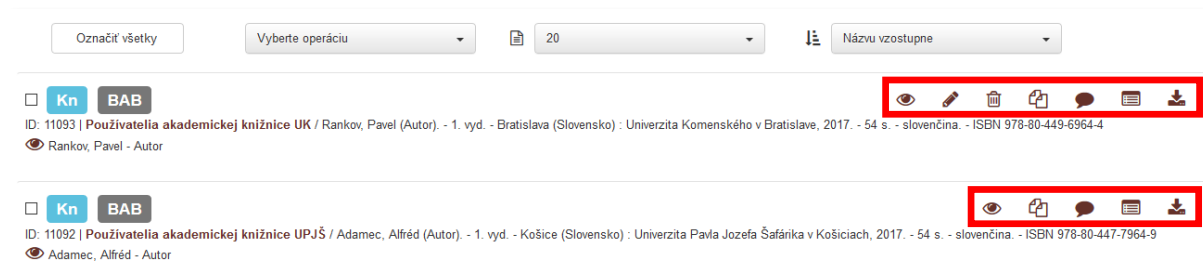 Označiť všetky Vyberte operáciu 20 Názvu vzostupne
Kn BAB
ID: 11093 | Používatelia akademickej knižnice UK / Rankov, Pavel (Autor). - 1. vyd. - Bratislava (Slovensko) : Univerzita Komenského v Bratislave, 2017. - 54 s. - slovenčina. - ISBN 978-80-449-6964-4
Rankov, Pavel - Autor
Kn BAB
ID: 11092 | Používatelia akademickej knižnice UPJŠ / Adamec, Alfréd (Autor). - 1. vyd. - Košice (Slovensko) : Univerzita Pavla Jozefa Šafárika v Košiciach, 2017. - 54 s. - slovenčina. - ISBN 978-80-447-7964-9
Adamec, Alfréd - Autor